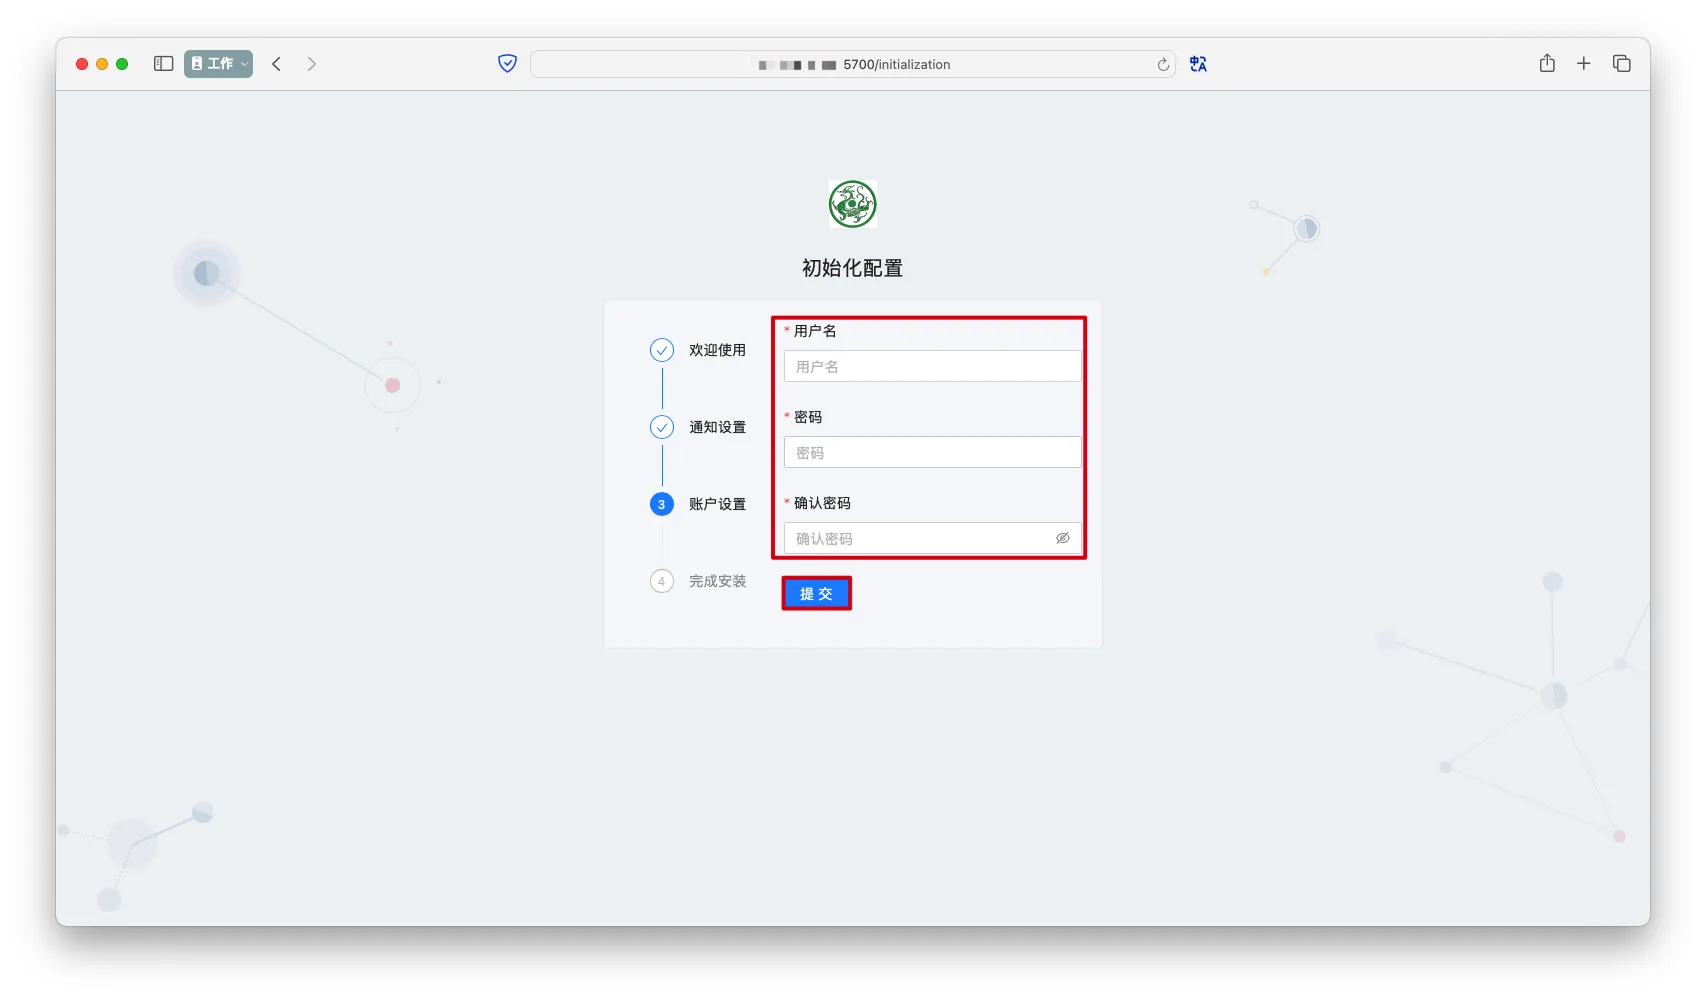 工作
5700/initialization
初始化配置
欢迎使用
通知设置
3 账户设置
4 完成安装
* 用户名
用户名
* 密码
密码
* 确认密码
确认密码
提 交